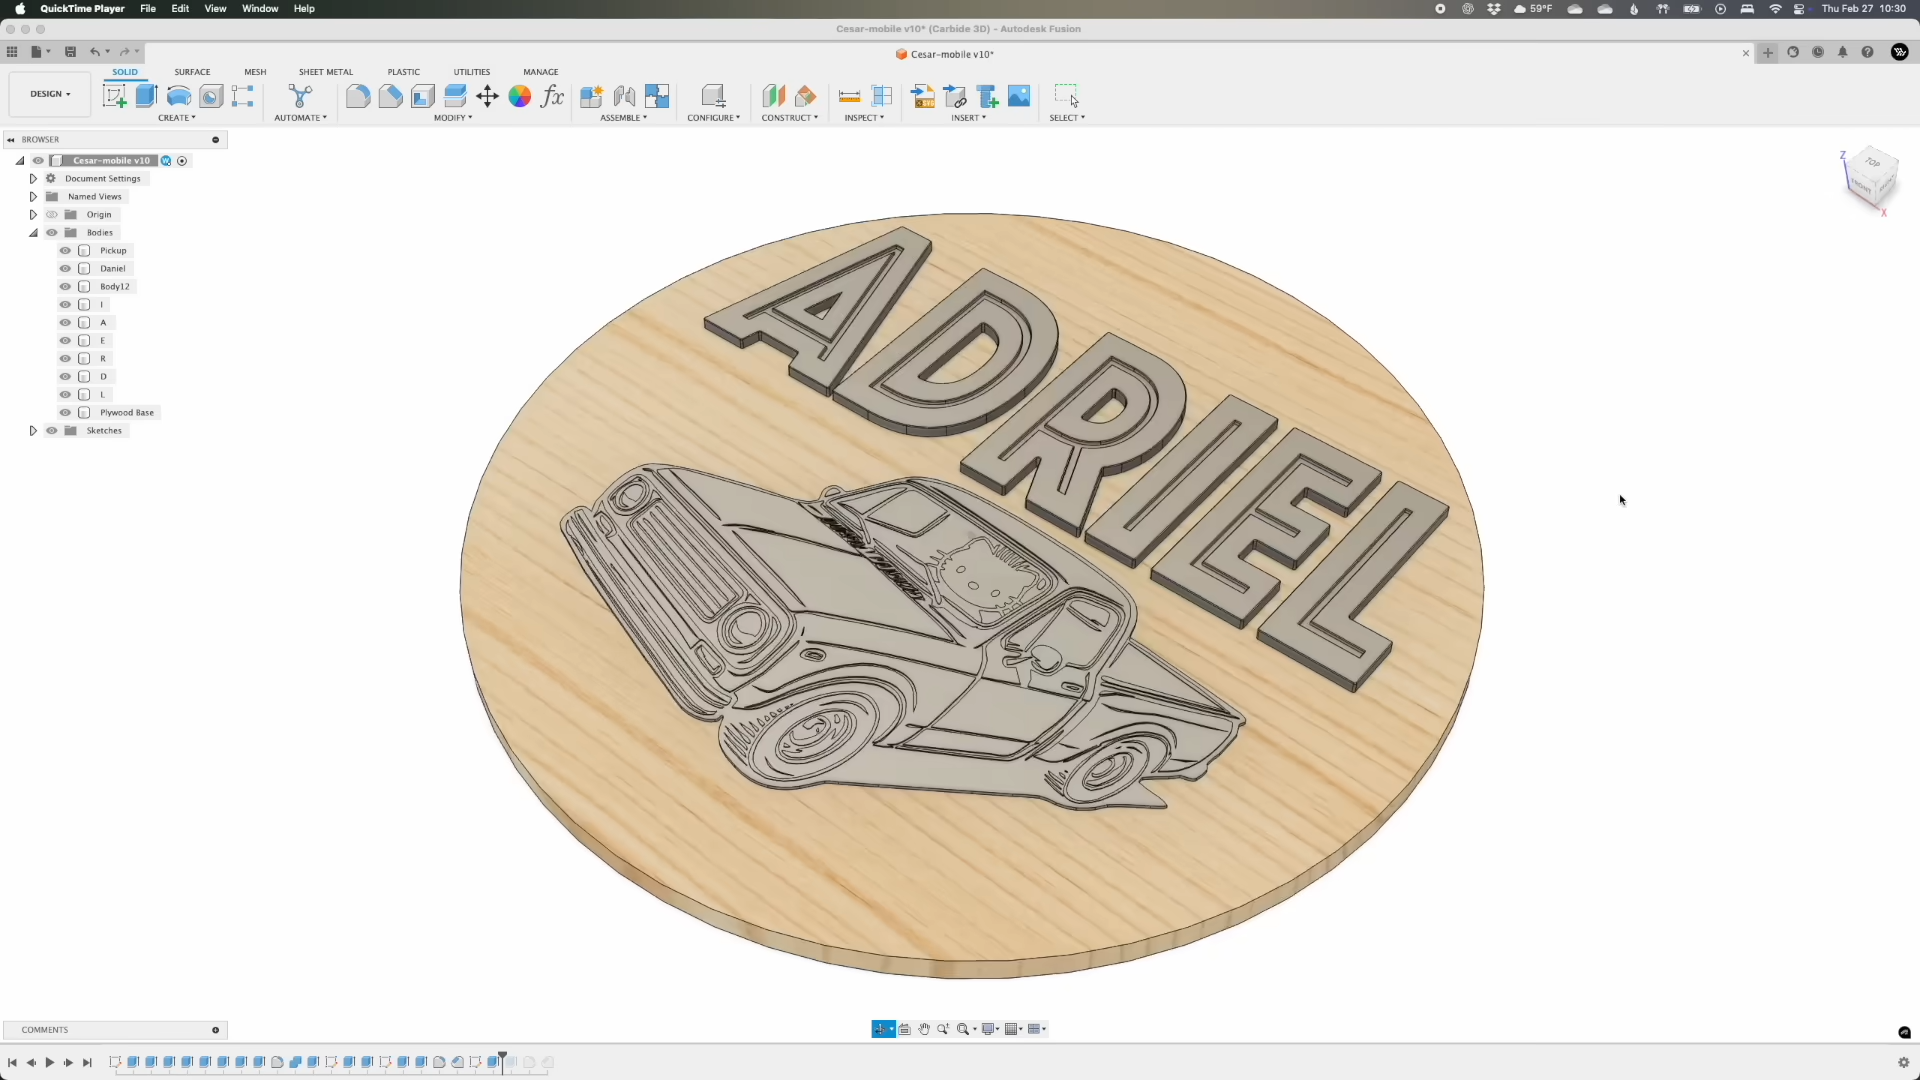 QuickTime Player File Edit View Window Help
59°F Thu Feb 27 10:30
Cesar-mobile v10* (Carbide 3D) - Autodesk Fusion
Cesar-mobile v10*
SOLID SURFACE MESH SHEET METAL PLASTIC UTILITIES MANAGE
DESIGN
CREATE AUTOMATE MODIFY ASSEMBLE CONFIGURE CONSTRUCT INSPECT INSERT SELECT
BROWSER
Cesar-mobile v10
Document Settings
Named Views
Origin
Bodies
Pickup
Daniel
Body12
I
A
E
R
D
L
Plywood Base
Sketches
Z
TOP
FRONT
X
ADRIEL
COMMENTS